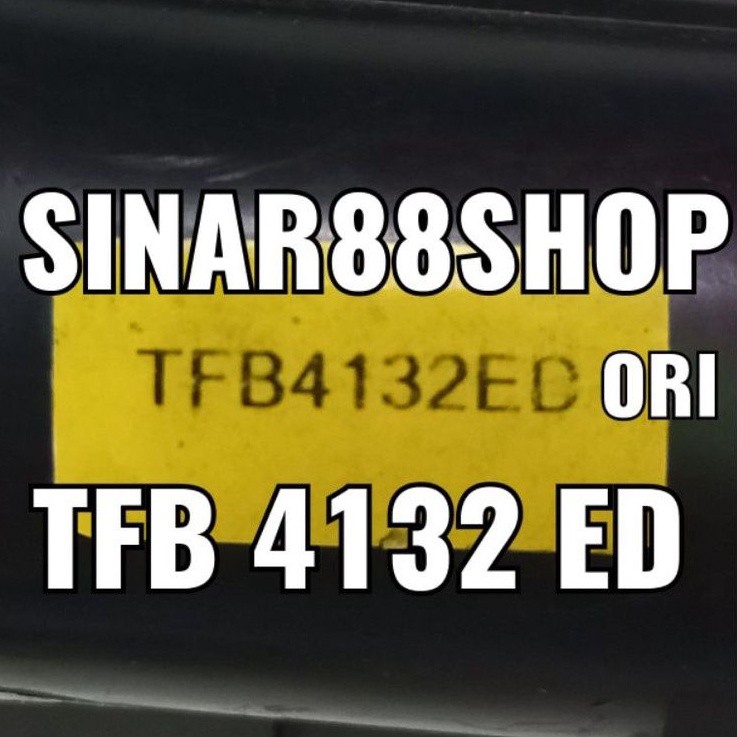 SINAR88SHOP
TFB4132ED ORI
TFB 4132 ED